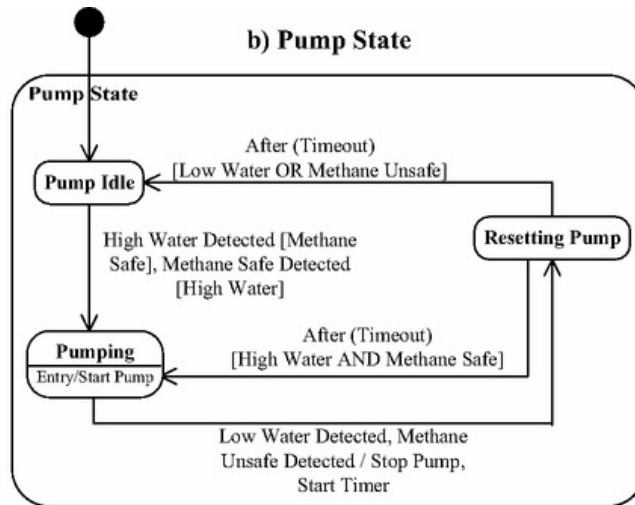 b) Pump State
Pump State
After (Timeout)
[Low Water OR Methane Unsafe]
Pump Idle
Resetting Pump
High Water Detected [Methane
Safe], Methane Safe Detected
[High Water]
After (Timeout)
[High Water AND Methane Safe]
Pumping
Entry/Start Pump
Low Water Detected, Methane
Unsafe Detected / Stop Pump,
Start Timer